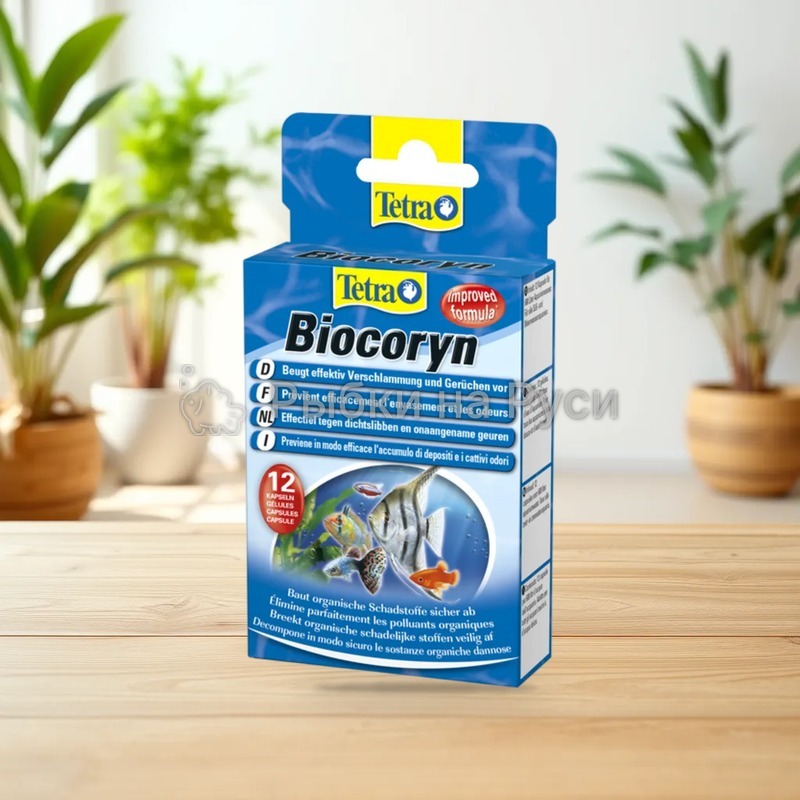 Tetra
Biocoryn
Tetra
Improved
formula
Biocoryn
D Beugt effektiv Verschlammung und Gerüchen vor
F Prévient efficacement l'envasement et les odeurs
NL Effectief tegen dichtslibben en onaangename geuren
I Previene in modo efficace l'accumulo di depositi e i cattivi odori
Рыбки на Руси
12
KAPSELN
GÉLULES
CAPSULES
CAPSULE
Baut organische Schadstoffe sicher ab
Élimine parfaitement les polluants organiques
Breekt organische schadelijke stoffen veilig af
Decompone in modo sicuro le sostanze organiche dannose